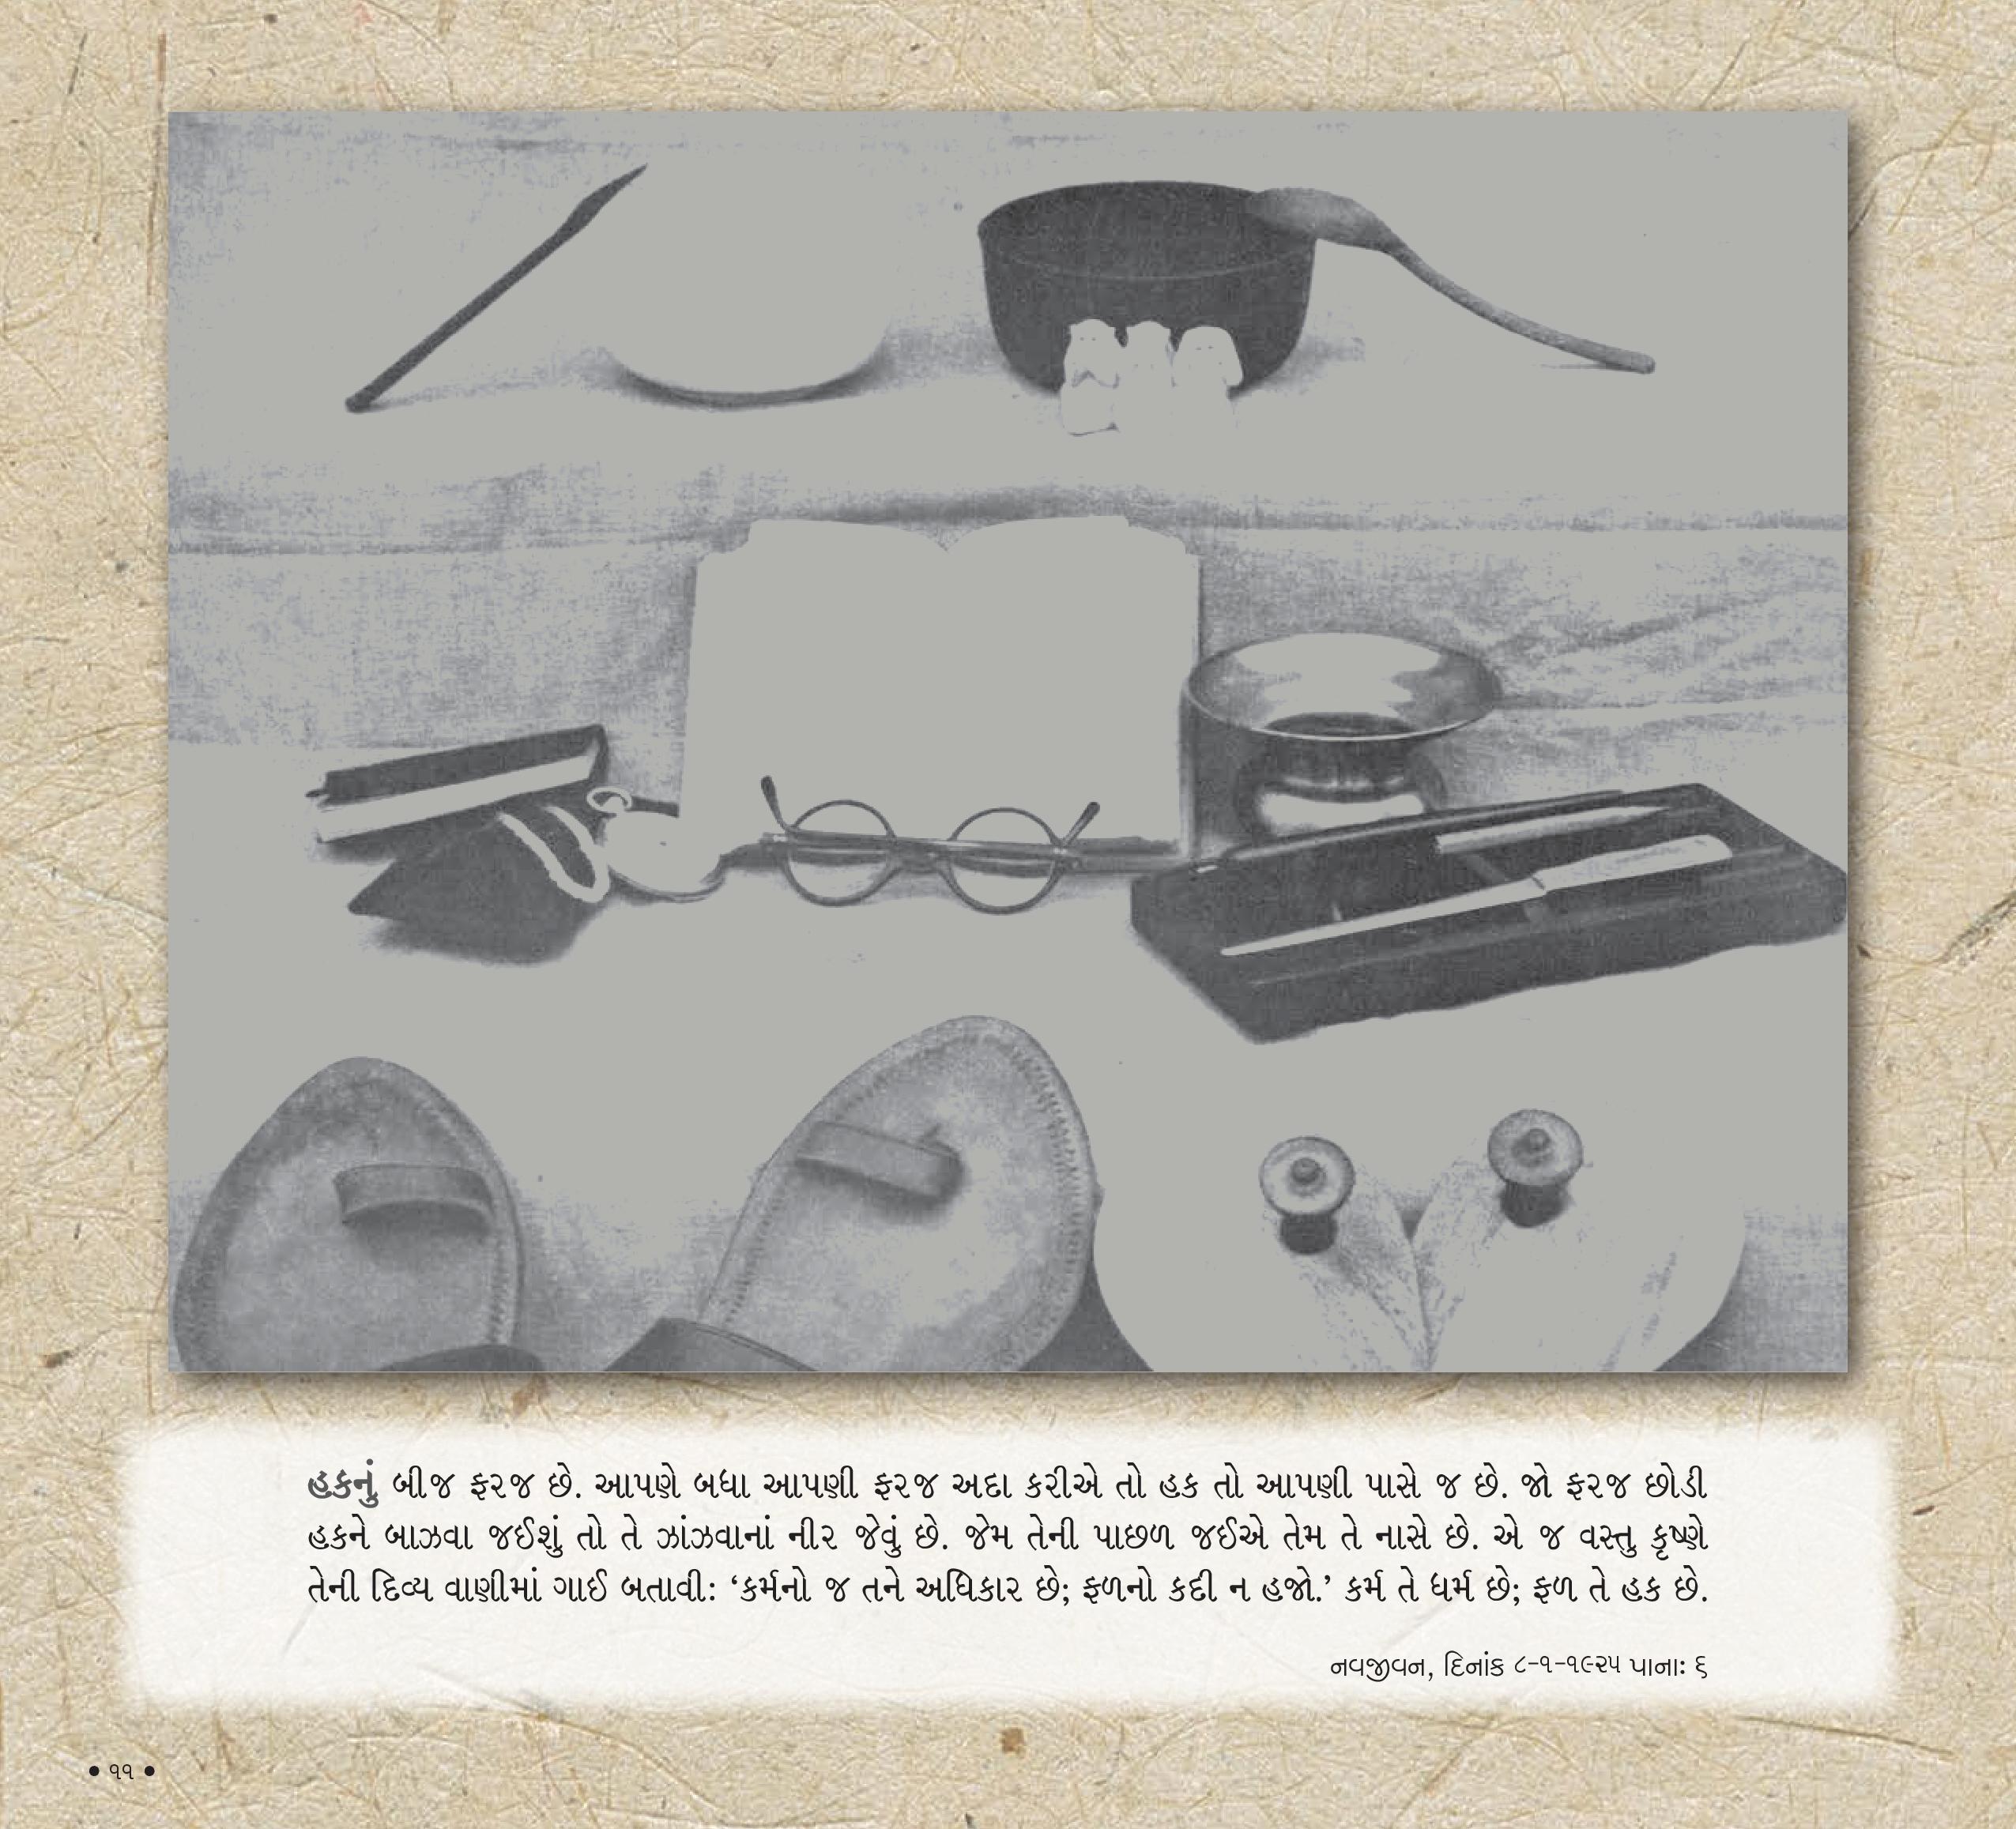 હકનું બીજ ફરજ છે. આપણે બધા આપણી ફરજ અદા કરીએ તો હક તો આપણી પાસે જ છે. જો ફરજ છોડી
હકને બાઝવા જઈશું તો તે ઝાંઝવાનાં નીર જેવું છે. જેમ તેની પાછળ જઈએ તેમ તે નાસે છે. એ જ વસ્તુ કૃષ્ણે
તેની દિવ્ય વાણીમાં ગાઈ બતાવી: ‘કર્મનો જ તને અધિકાર છે; ફળનો કદી ન હજો.’ કર્મ તે ધર્મ છે; ફળ તે હક છે.
નવજીવન, દિનાંક ૮-૧-૧૯૨૫ પાના: ૬
• ૧૧ •